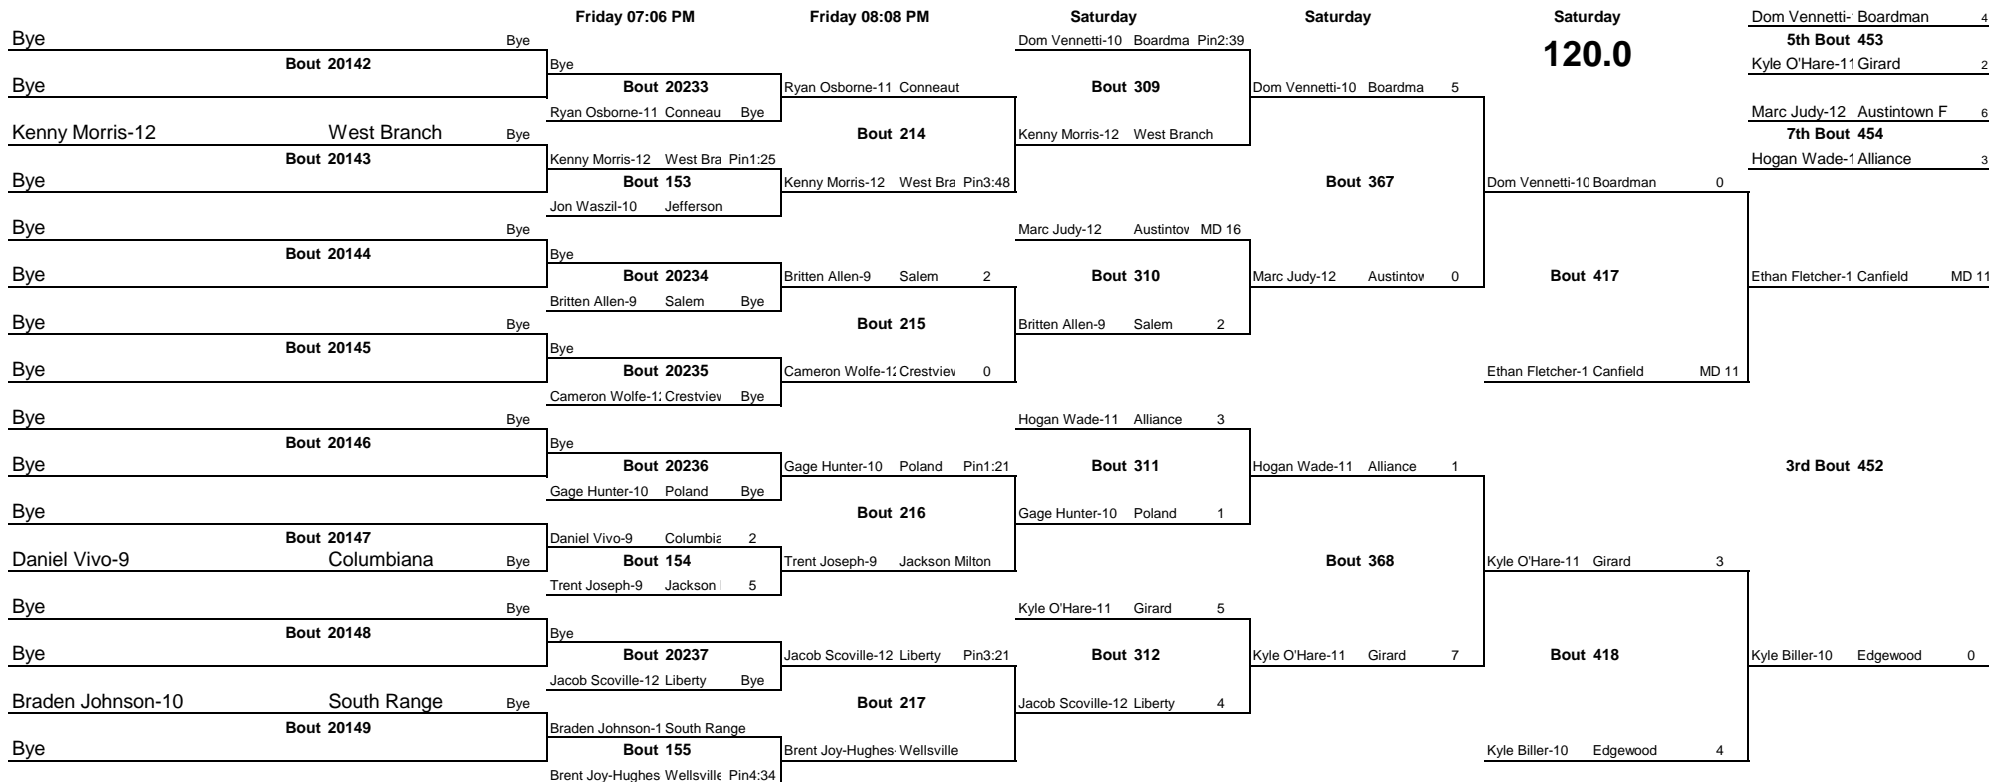 Friday 07:06 PM Friday 08:08 PM Saturday Saturday Saturday Dom Vennetti- Boardman 4
Bye Bye Dom Vennetti-10 Boardma Pin2:39 120.0 5th Bout 453
Bout 20142 Bye Kyle O'Hare-11 Girard 2
Bye Bout 20233 Ryan Osborne-11 Conneaut Bout 309 Dom Vennetti-10 Boardma 5
Ryan Osborne-11 Conneau Bye Marc Judy-12 Austintown F 6
Kenny Morris-12 West Branch Bye Bout 214 Kenny Morris-12 West Branch 7th Bout 454
Bout 20143 Kenny Morris-12 West Bra Pin1:25 Hogan Wade-1 Alliance 3
Bye Bout 153 Kenny Morris-12 West Bra Pin3:48 Bout 367 Dom Vennetti-10 Boardman 0
Jon Waszil-10 Jefferson
Bye Bye Marc Judy-12 Austintow MD 16
Bout 20144 Bye
Bye Bout 20234 Britten Allen-9 Salem 2 Bout 310 Marc Judy-12 Austintow 0 Bout 417 Ethan Fletcher-1 Canfield MD 11
Britten Allen-9 Salem Bye
Bye Bye Bout 215 Britten Allen-9 Salem 2
Bout 20145 Bye
Bye Bout 20235 Cameron Wolfe-12 Crestview 0 Ethan Fletcher-1 Canfield MD 11
Cameron Wolfe-12 Crestview Bye
Bye Bye Hogan Wade-11 Alliance 3
Bout 20146 Bye
Bye Bout 20236 Gage Hunter-10 Poland Pin1:21 Bout 311 Hogan Wade-11 Alliance 1 3rd Bout 452
Gage Hunter-10 Poland Bye
Bye Bout 216 Gage Hunter-10 Poland 1
Bout 20147 Daniel Vivo-9 Columbia 2
Daniel Vivo-9 Columbiana Bye Bout 154 Trent Joseph-9 Jackson Milton Bout 368 Kyle O'Hare-11 Girard 3
Trent Joseph-9 Jackson 5
Bye Bye Kyle O'Hare-11 Girard 5
Bout 20148 Bye
Bye Bout 20237 Jacob Scoville-12 Liberty Pin3:21 Bout 312 Kyle O'Hare-11 Girard 7 Bout 418 Kyle Biller-10 Edgewood 0
Jacob Scoville-12 Liberty Bye
Braden Johnson-10 South Range Bye Bout 217 Jacob Scoville-12 Liberty 4
Bout 20149 Braden Johnson-1 South Range
Bye Bout 155 Brent Joy-Hughes- Wellsville Kyle Biller-10 Edgewood 4
Brent Joy-Hughes Wellsville Pin4:34